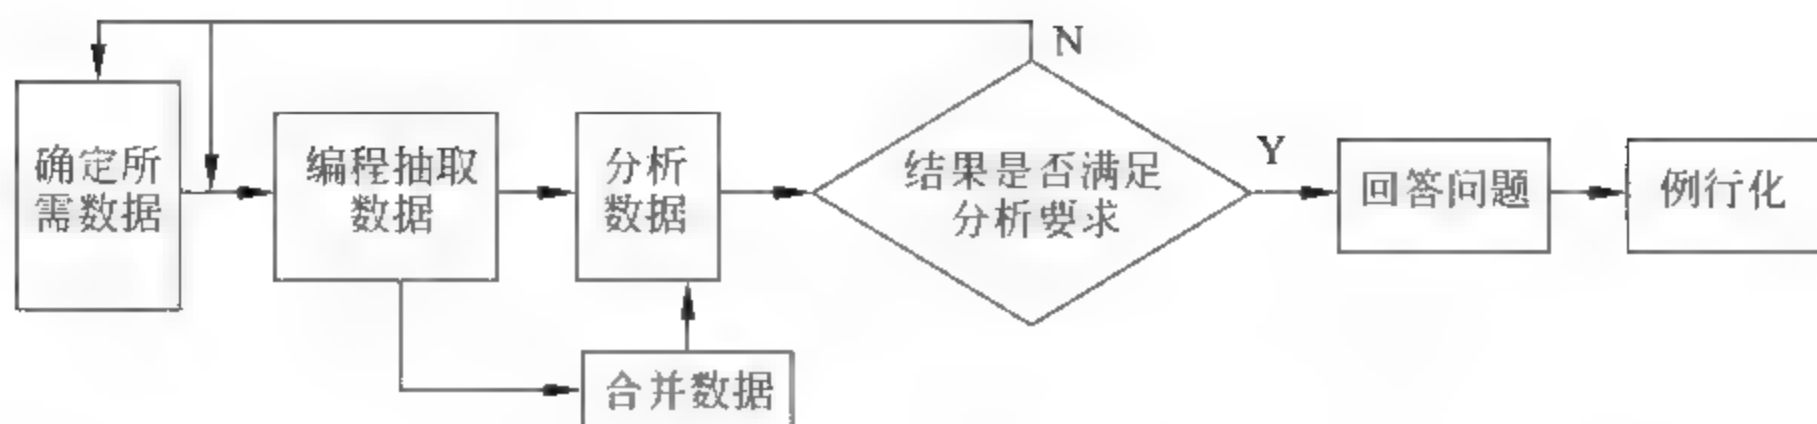 N
确定所
需数据
编程抽取
数据
分析
数据
结果是否满足
分析要求
Y
回答问题
例行化
合并数据